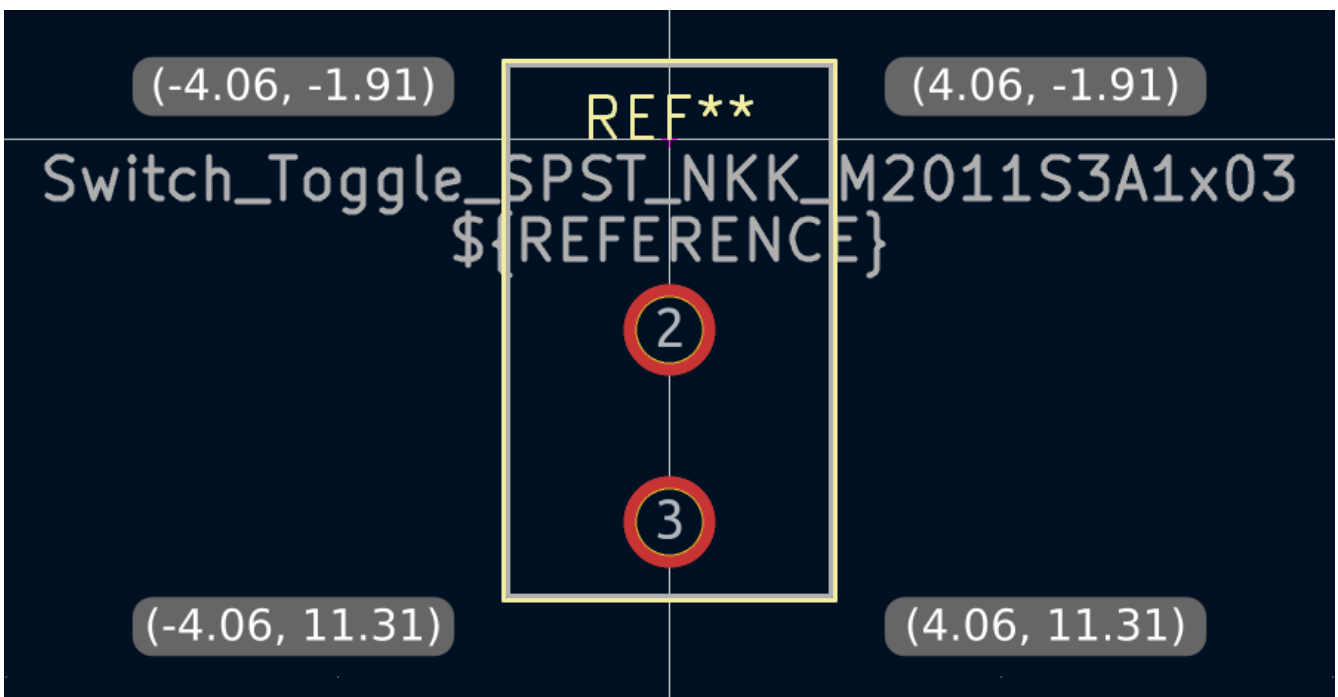 (-4.06, -1.91)
(4.06, -1.91)
REF**
Switch_Toggle_SPST_NKK_M2011S3A1x03
${REFERENCE}
2
3
(-4.06, 11.31)
(4.06, 11.31)